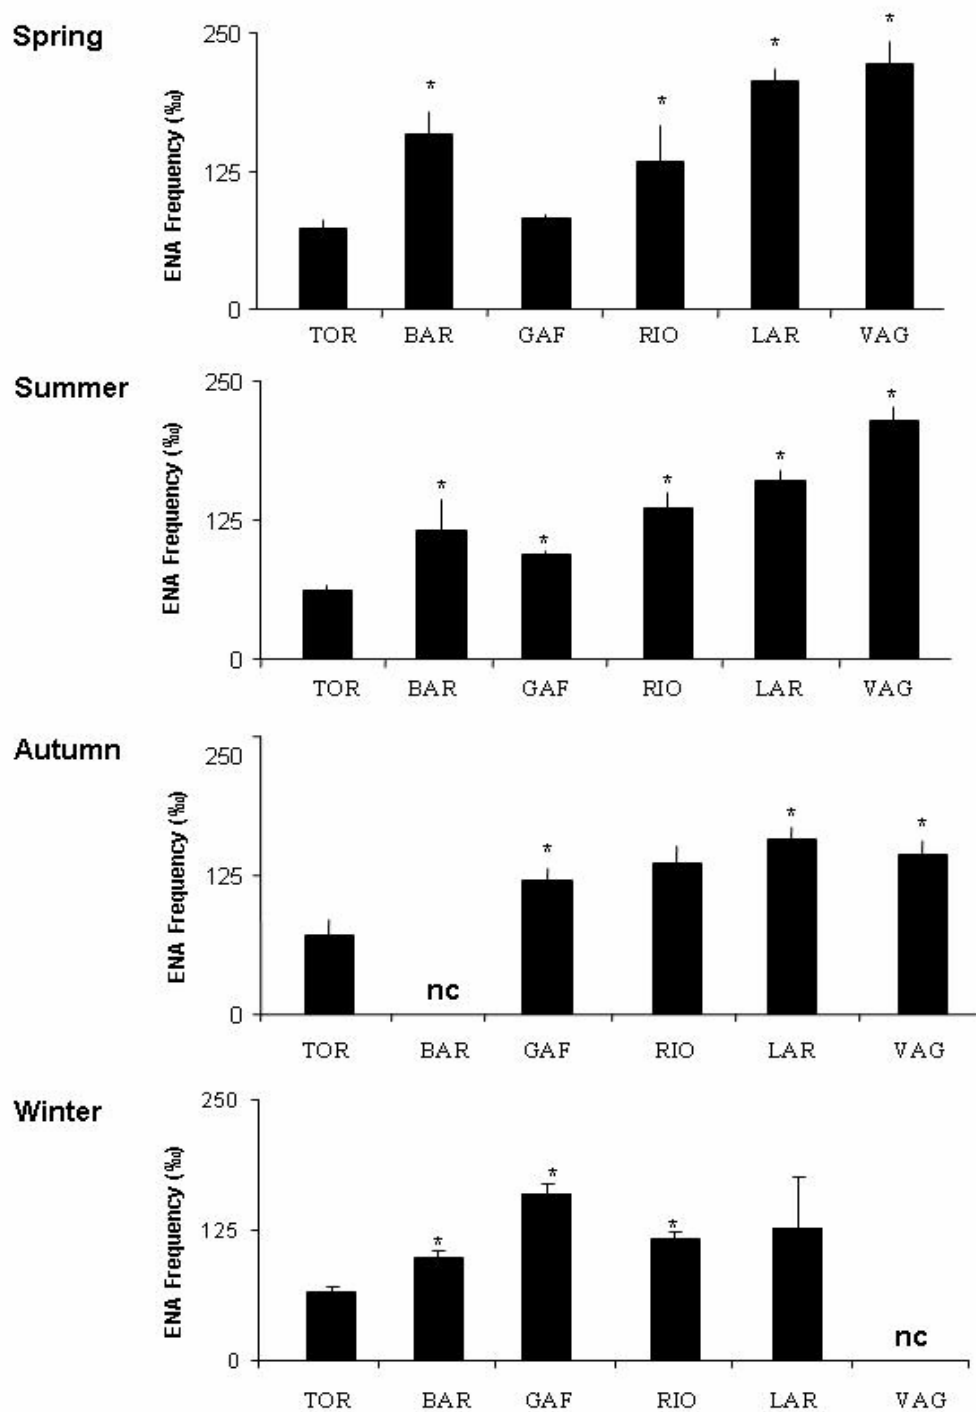 Spring
ENA Frequency (‰)
250
125
0
*
*
*
*
TOR BAR GAF RIO LAR VAG
Summer
ENA Frequency (‰)
250
125
0
*
*
*
*
*
TOR BAR GAF RIO LAR VAG
Autumn
ENA Frequency (‰)
250
125
0
*
*
*
nc
TOR BAR GAF RIO LAR VAG
Winter
ENA Frequency (‰)
250
125
0
*
*
*
nc
TOR BAR GAF RIO LAR VAG